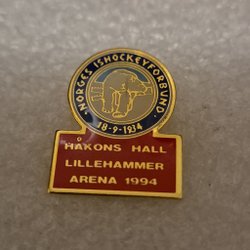 NORGES ISHOCKEYFORBUND
18-9-1934
HÅKONS HALL
LILLEHAMMER
ARENA 1994